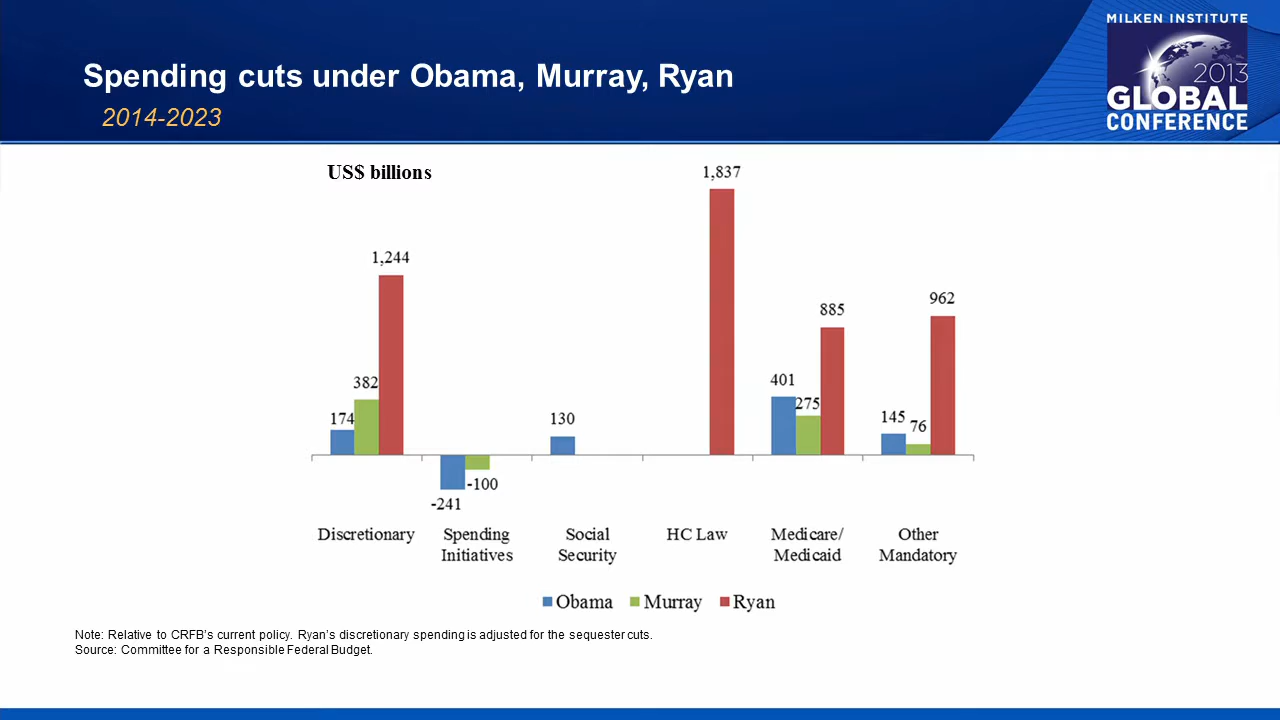 MILKEN INSTITUTE
2013
GLOBAL
CONFERENCE
Spending cuts under Obama, Murray, Ryan
2014-2023
US$ billions
1,837
1,244
962
885
382
401
174
130
275
145
76
-100
-241
Discretionary
Spending
Initiatives
Social
Security
HC Law
Medicare/
Medicaid
Other
Mandatory
Obama Murray Ryan
Note: Relative to CRFB's current policy. Ryan's discretionary spending is adjusted for the sequester cuts.
Source: Committee for a Responsible Federal Budget.